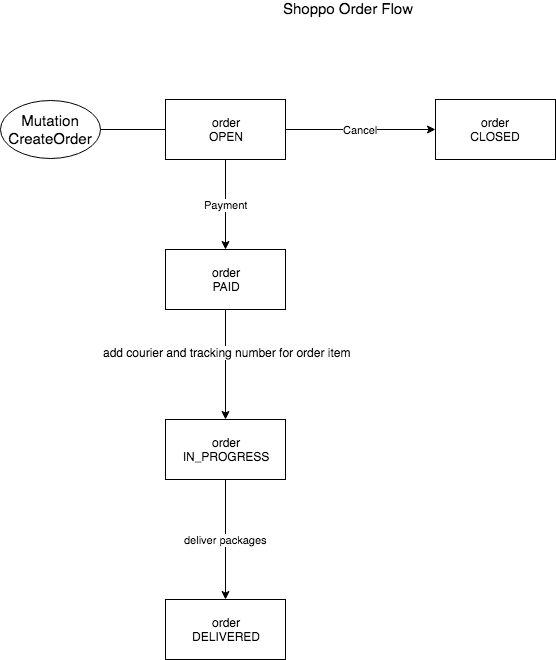 Shoppo Order Flow
Mutation
CreateOrder
order
OPEN
Cancel
order
CLOSED
Payment
order
PAID
add courier and tracking number for order item
order
IN_PROGRESS
deliver packages
order
DELIVERED